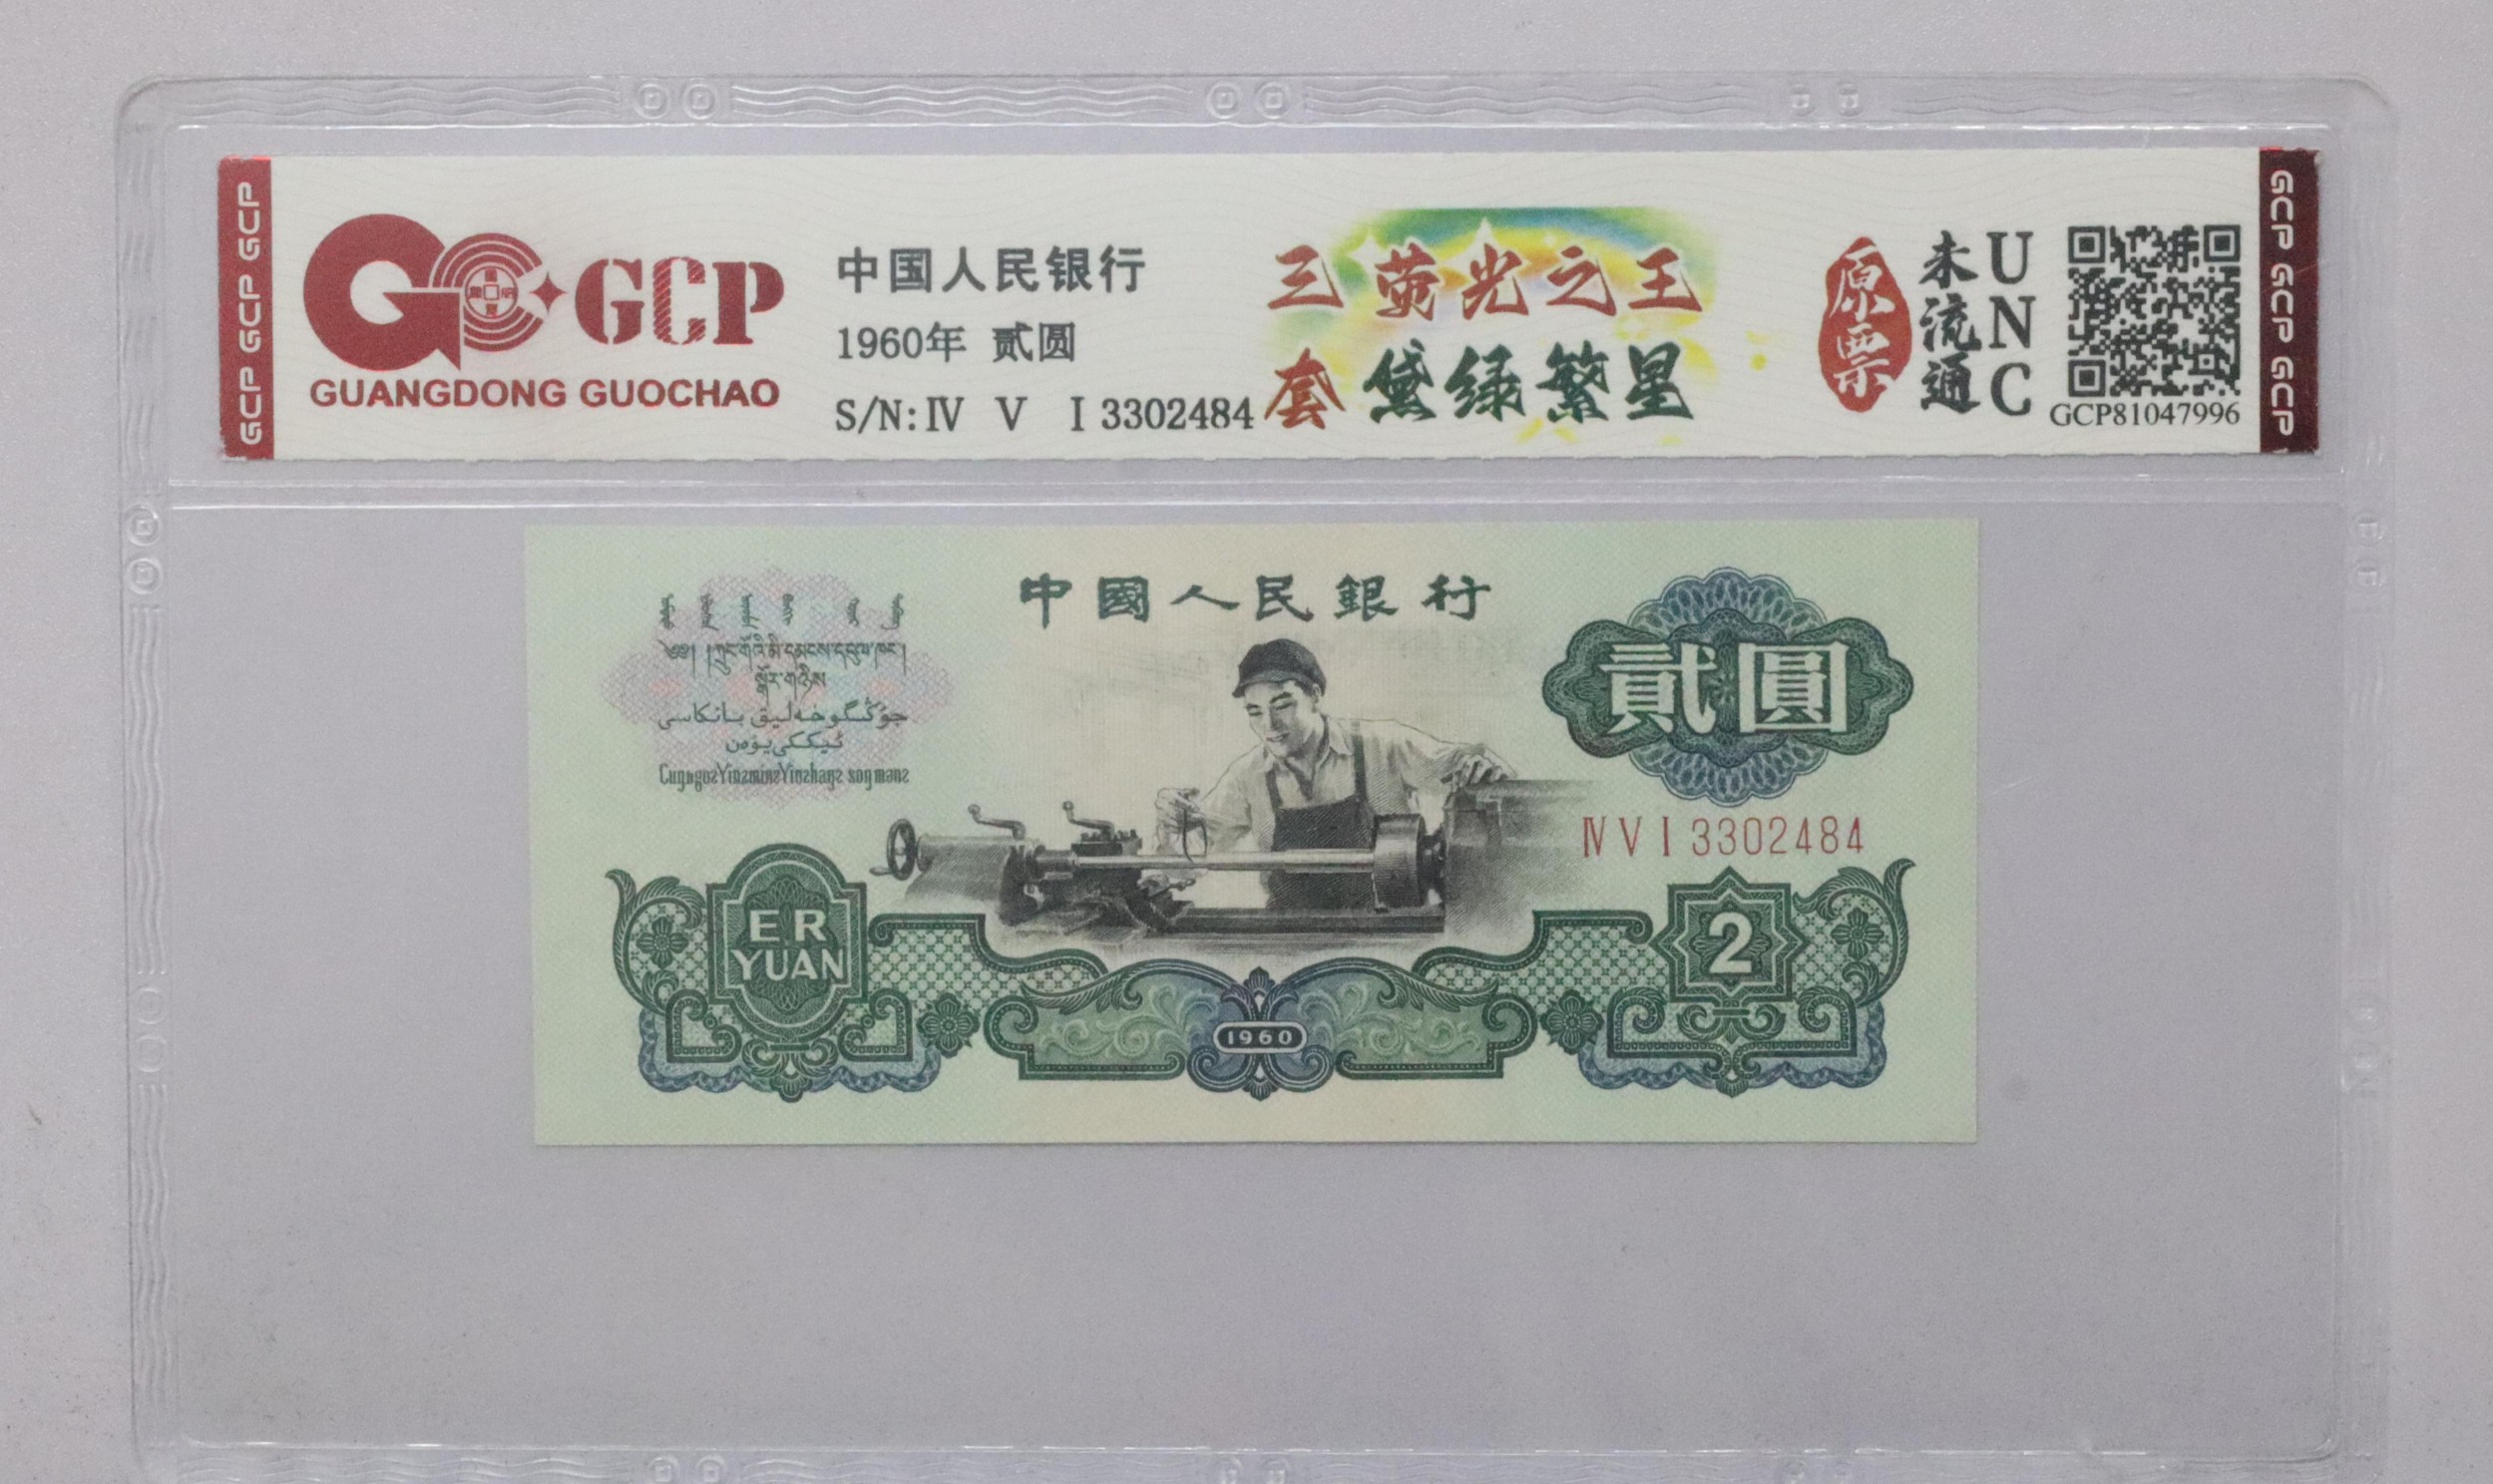 GCP GCP GCP
GCP
GUANGDONG GUOCHAO
中国人民银行
1960年 贰圆
S/N:Ⅳ Ⅴ Ⅰ 3302484
三套
荧光之王
黛绿繁星
原票
未流通
UNC
GCP81047996
GCP GCP GCP
中國人民銀行
貳圓
ⅣⅤⅠ3302484
ER
YUAN
2
1960